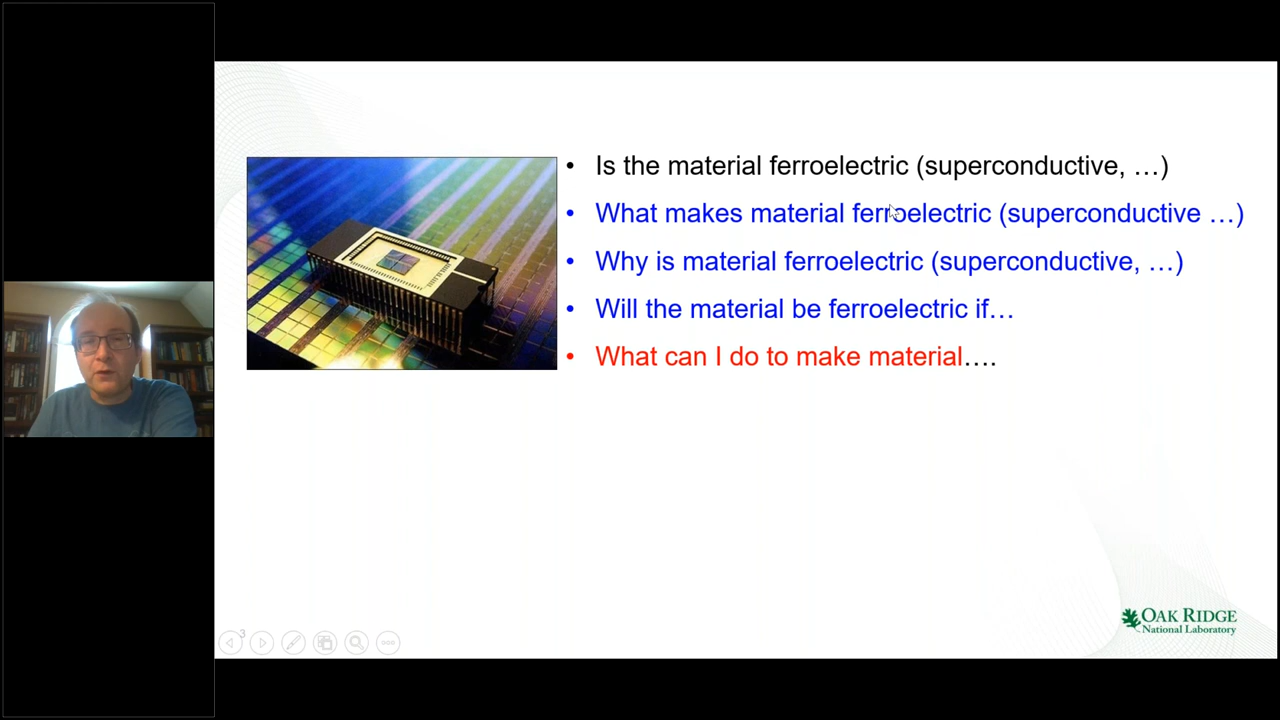 • Is the material ferroelectric (superconductive, …)
• What makes material ferroelectric (superconductive …)
• Why is material ferroelectric (superconductive, …)
• Will the material be ferroelectric if…
• What can I do to make material….
3
OAK RIDGE
National Laboratory